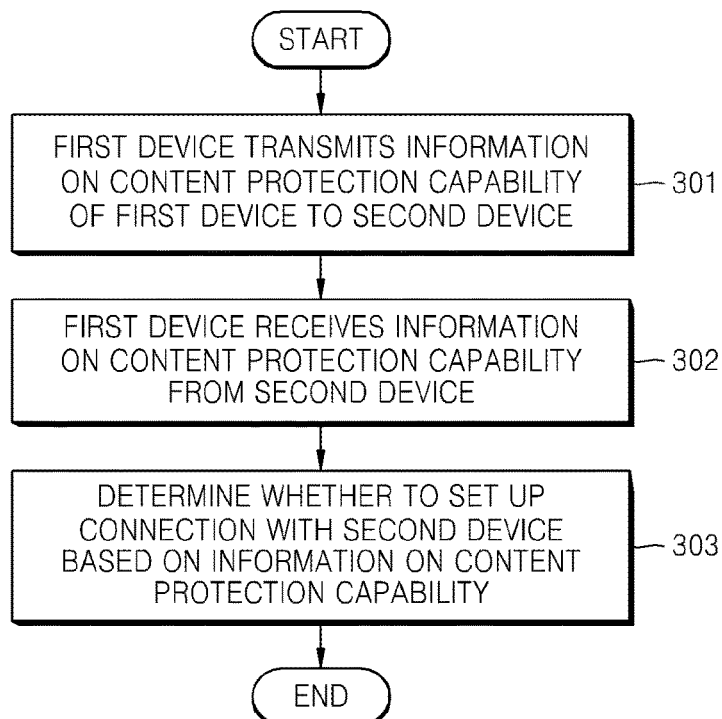 START
FIRST DEVICE TRANSMITS INFORMATION
ON CONTENT PROTECTION CAPABILITY
OF FIRST DEVICE TO SECOND DEVICE
301
FIRST DEVICE RECEIVES INFORMATION
ON CONTENT PROTECTION CAPABILITY
FROM SECOND DEVICE
302
DETERMINE WHETHER TO SET UP
CONNECTION WITH SECOND DEVICE
BASED ON INFORMATION ON CONTENT
PROTECTION CAPABILITY
303
END